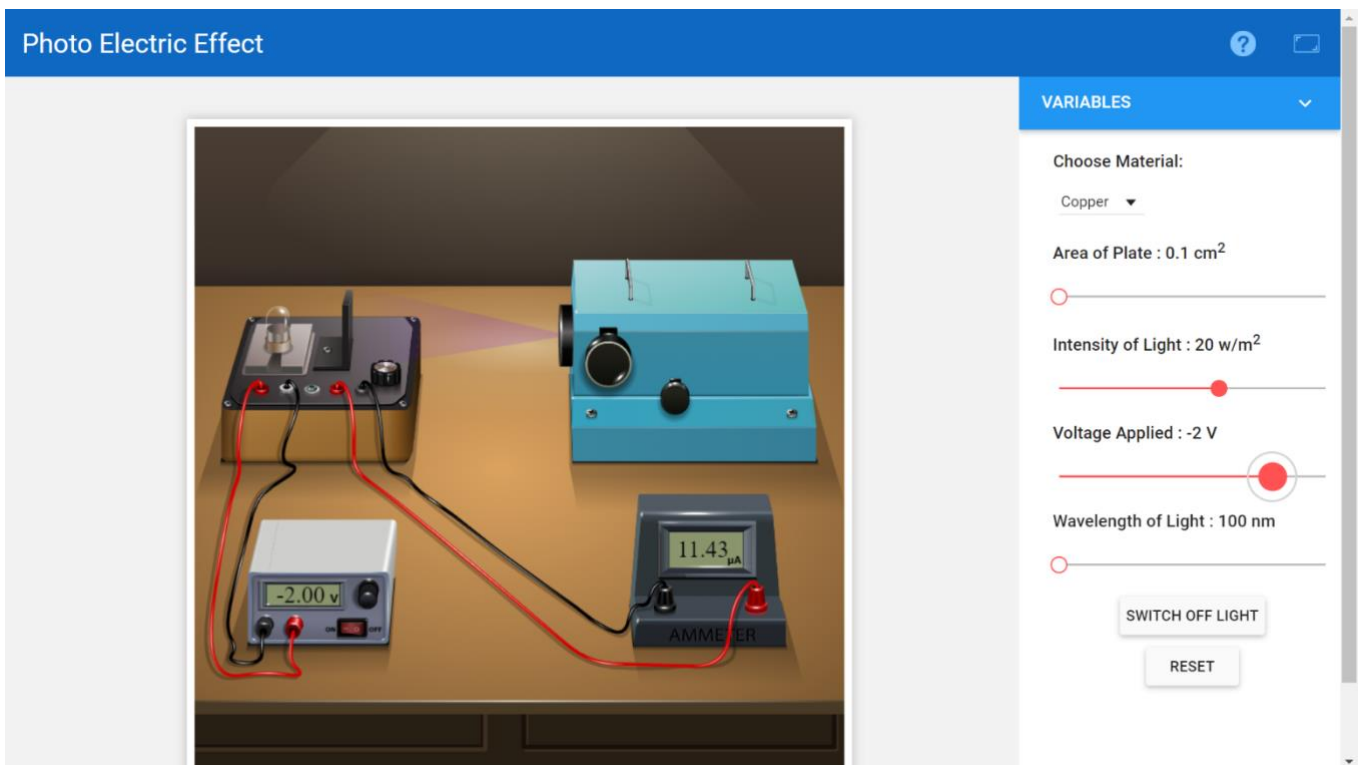 Photo Electric Effect
?
VARIABLES
Choose Material:
Copper
Area of Plate : 0.1 cm²
Intensity of Light : 20 w/m²
Voltage Applied : -2 V
Wavelength of Light : 100 nm
SWITCH OFF LIGHT
RESET
11.43 µA
-2.00 v
ON OFF
AMMETER